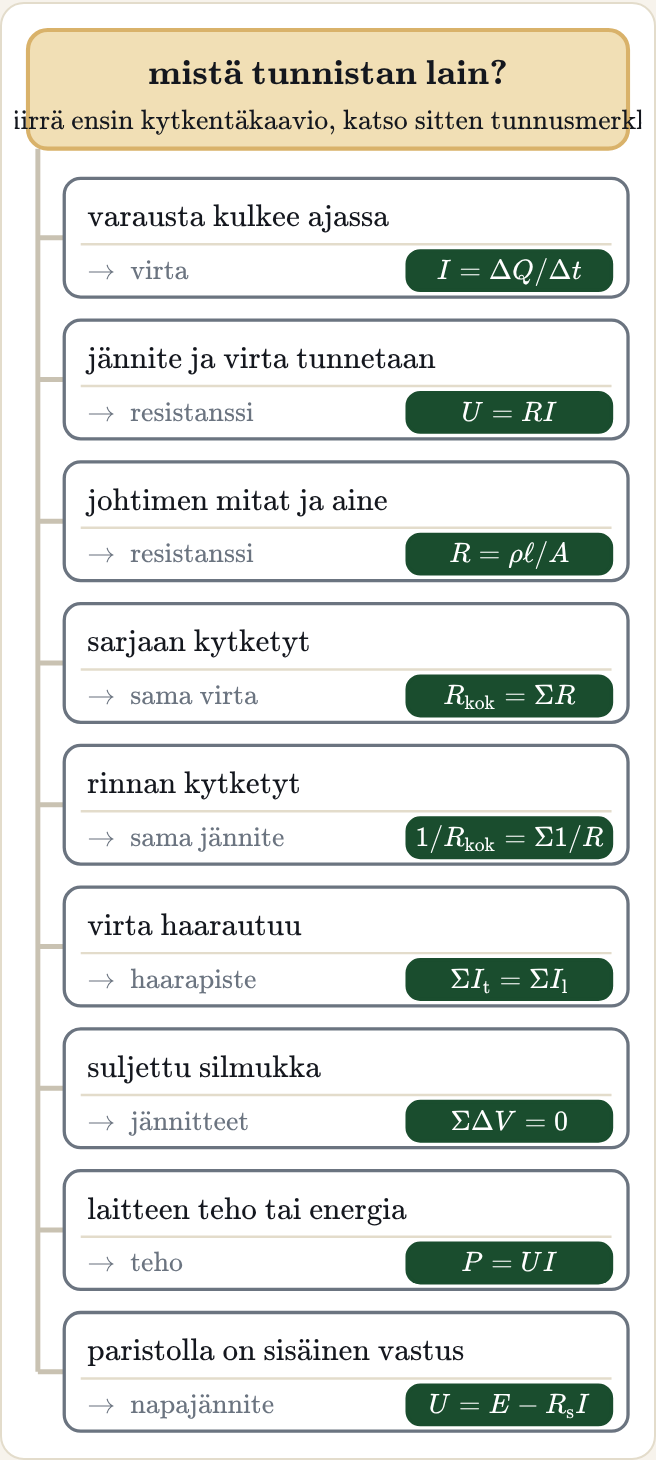 mistä tunnistan lain?
iirrä ensin kytkentäkaavio, katso sitten tunnusmerk
varausta kulkee ajassa
→ virta I = ΔQ/Δt
jännite ja virta tunnetaan
→ resistanssi U = RI
johtimen mitat ja aine
→ resistanssi R = ρℓ/A
sarjaan kytketyt
→ sama virta R_kok = ΣR
rinnan kytketyt
→ sama jännite 1/R_kok = Σ1/R
virta haarautuu
→ haarapiste ΣI_t = ΣI_l
suljettu silmukka
→ jännitteet ΣΔV = 0
laitteen teho tai energia
→ teho P = UI
paristolla on sisäinen vastus
→ napajännite U = E − R_sI